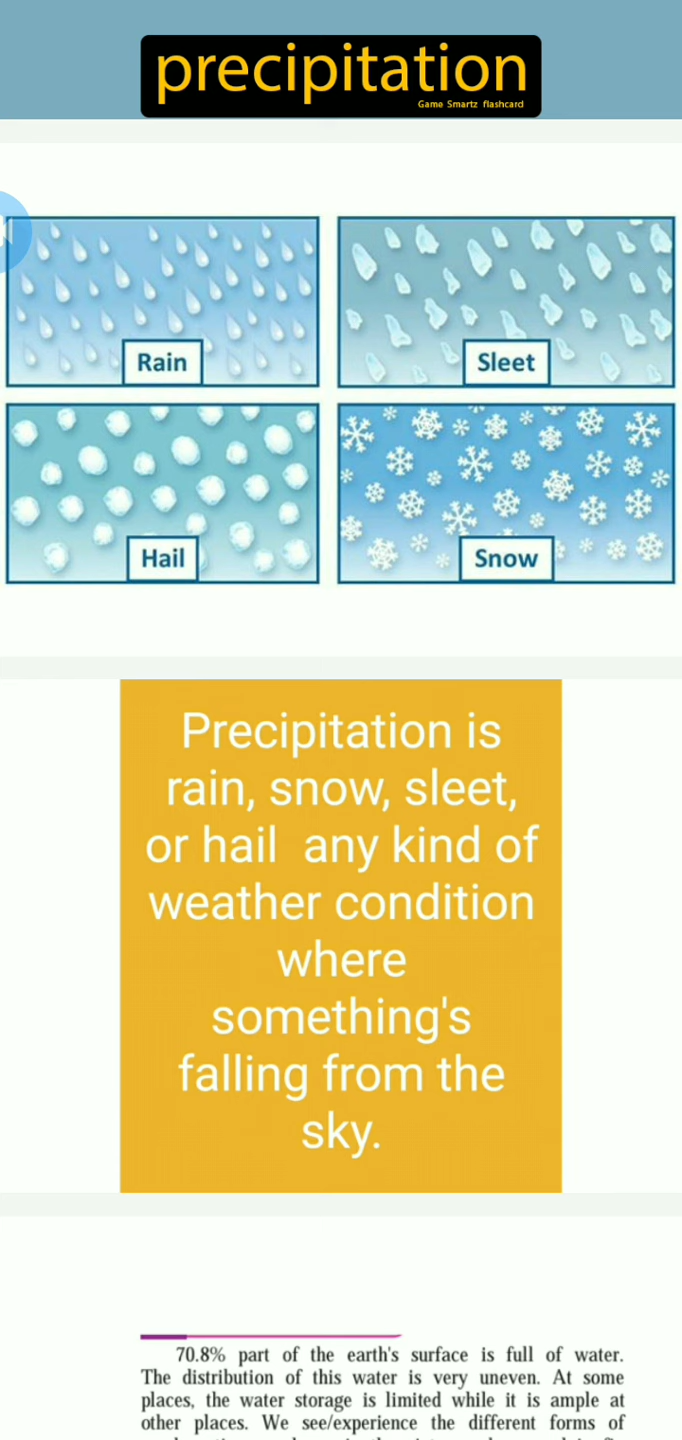 precipitation
Game Smartz flashcard
Rain
Sleet
Hail
Snow
Precipitation is
rain, snow, sleet,
or hail  any kind of
weather condition
where
something's
falling from the
sky.
70.8% part of the earth's surface is full of water.
The distribution of this water is very uneven. At some
places, the water storage is limited while it is ample at
other places. We see/experience the different forms of